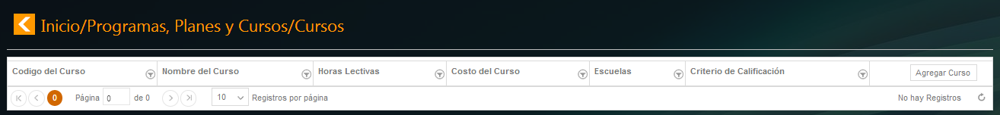 Inicio/Programas, Planes y Cursos/Cursos
Codigo del Curso Nombre del Curso Horas Lectivas Costo del Curso Escuelas Criterio de Calificación Agregar Curso
0 Página 0 de 0 10 Registros por página No hay Registros